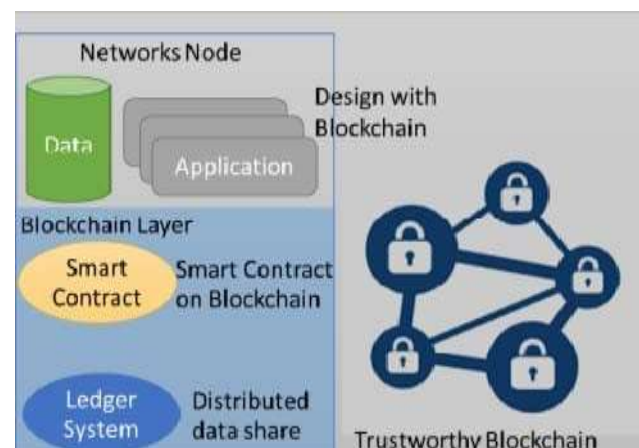 Networks Node
Data
Application
Design with
Blockchain
Blockchain Layer
Smart
Contract
Smart Contract
on Blockchain
Ledger
System
Distributed
data share
Trustworthy Blockchain